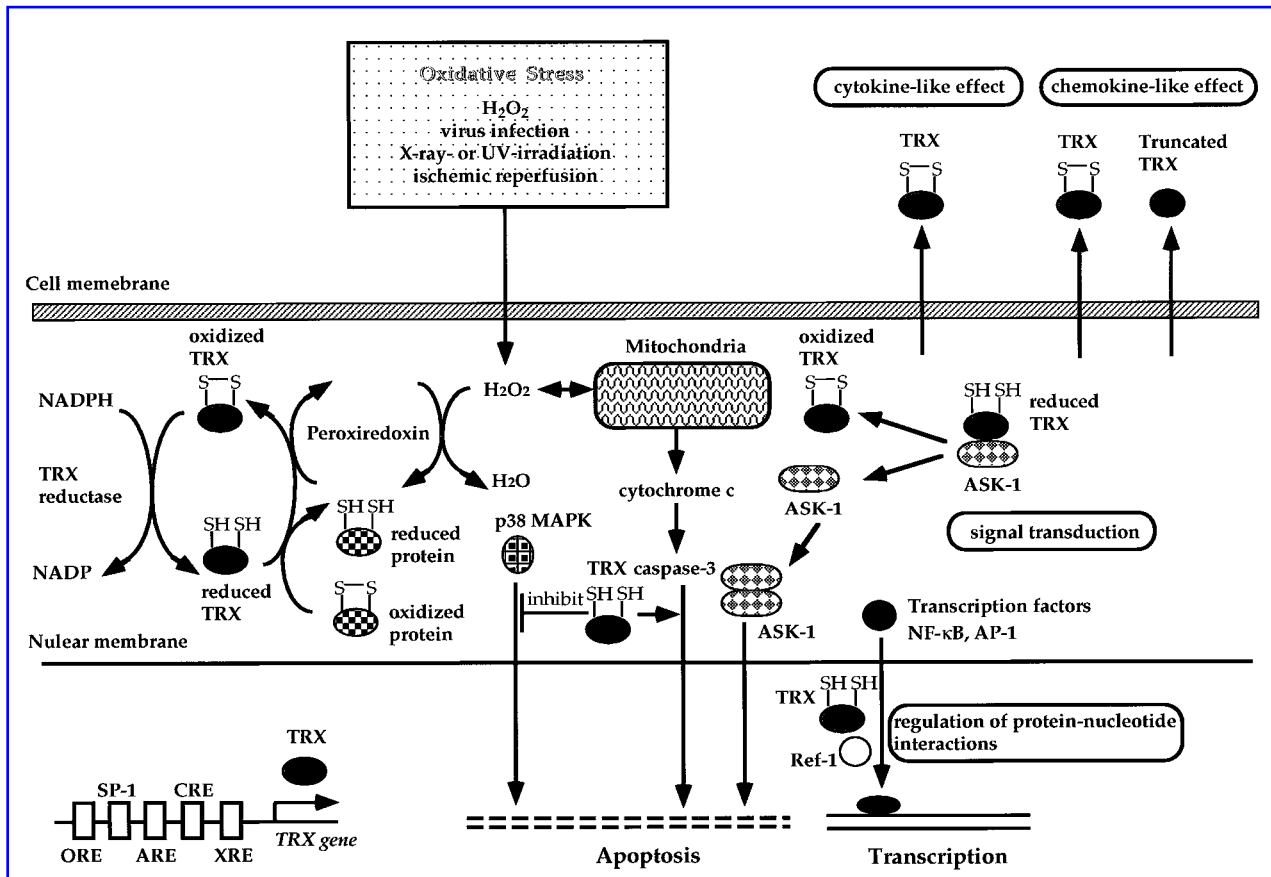 Oxidative Stress
H₂O₂
virus infection
X-ray- or UV-irradiation
ischemic reperfusion
cytokine-like effect
chemokine-like effect
TRX
S S
TRX
S S
Truncated
TRX
Cell memebrane
oxidized
TRX
S S
NADPH
TRX
reductase
NADP
SH SH
reduced
TRX
Peroxiredoxin
H₂O₂
H₂O
SH SH
reduced
protein
S S
oxidized
protein
Mitochondria
cytochrome c
p38 MAPK
TRX caspase-3
SH SH
inhibit
oxidized
TRX
S S
SH SH
reduced
TRX
ASK-1
ASK-1
ASK-1
signal transduction
Transcription factors
NF-κB, AP-1
Nulear membrane
TRX
SH SH
Ref-1
regulation of protein-nucleotide
interactions
TRX
SP-1 CRE
TRX gene
ORE ARE XRE
Apoptosis
Transcription